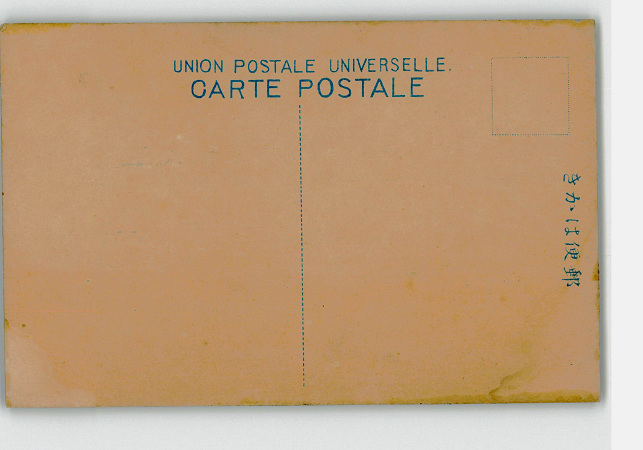 UNION POSTALE UNIVERSELLE.
CARTE POSTALE
きかは便郵